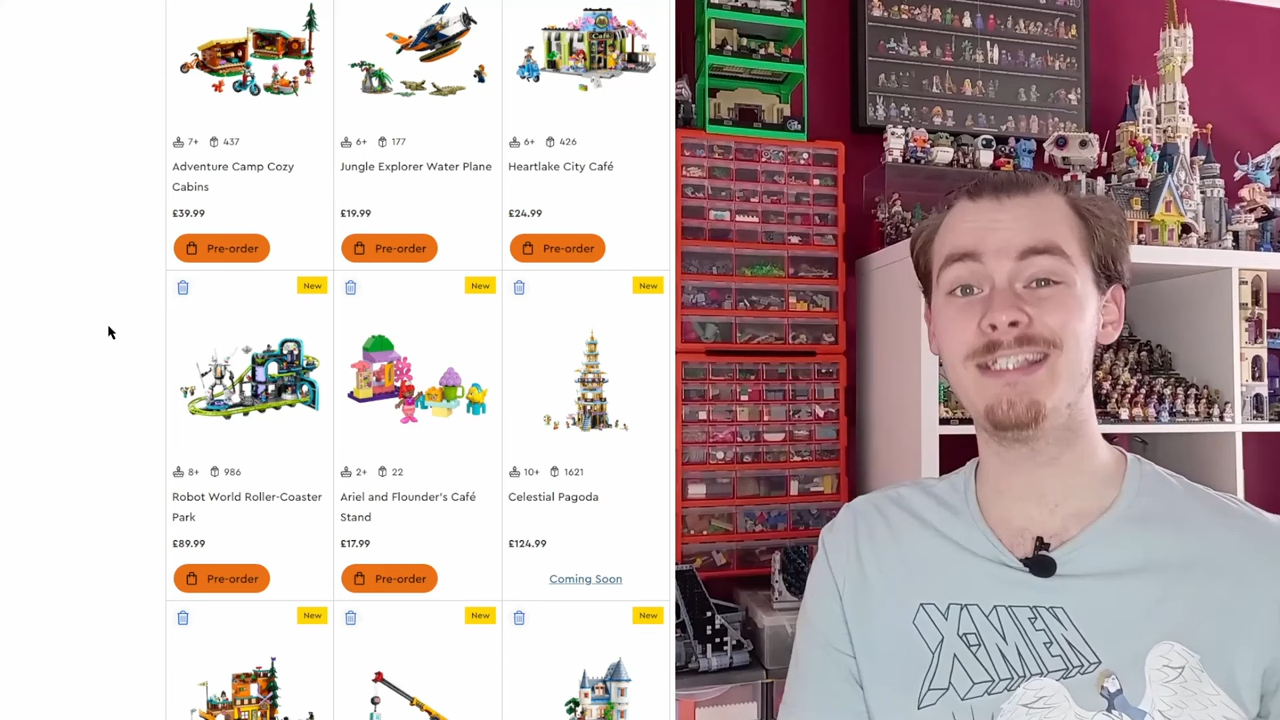 7+ 437
6+ 177
6+ 426
Adventure Camp Cozy
Cabins
Jungle Explorer Water Plane
Heartlake City Café
£39.99
£19.99
£24.99
Pre-order
Pre-order
Pre-order
New
New
New
8+ 986
2+ 22
10+ 1621
Robot World Roller-Coaster
Park
Ariel and Flounder's Café
Stand
Celestial Pagoda
£89.99
£17.99
£124.99
Pre-order
Pre-order
Coming Soon
New
New
New
Café
X-MEN